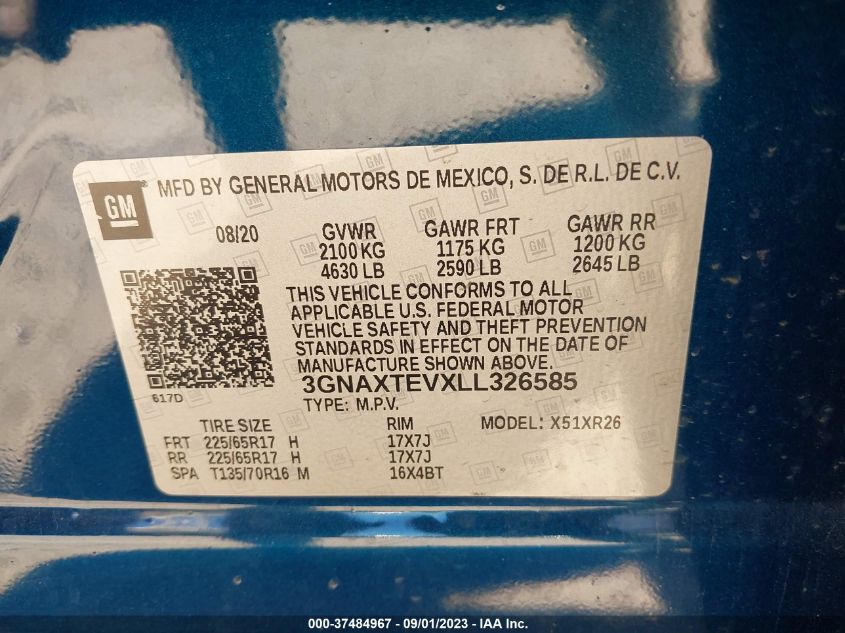 GM
MFD BY GENERAL MOTORS DE MEXICO, S. DE R.L. DE C.V.
08/20 GVWR GAWR FRT GAWR RR
2100 KG 1175 KG 1200 KG
4630 LB 2590 LB 2645 LB
THIS VEHICLE CONFORMS TO ALL
APPLICABLE U.S. FEDERAL MOTOR
VEHICLE SAFETY AND THEFT PREVENTION
STANDARDS IN EFFECT ON THE DATE OF
MANUFACTURE SHOWN ABOVE.
3GNAXTEVXLL326585
617D
TYPE: M.P.V.
TIRE SIZE RIM MODEL: X51XR26
FRT 225/65R17 H 17X7J
RR 225/65R17 H 17X7J
SPA T135/70R16 M 16X4BT
000-37484967 - 09/01/2023 - IAA Inc.